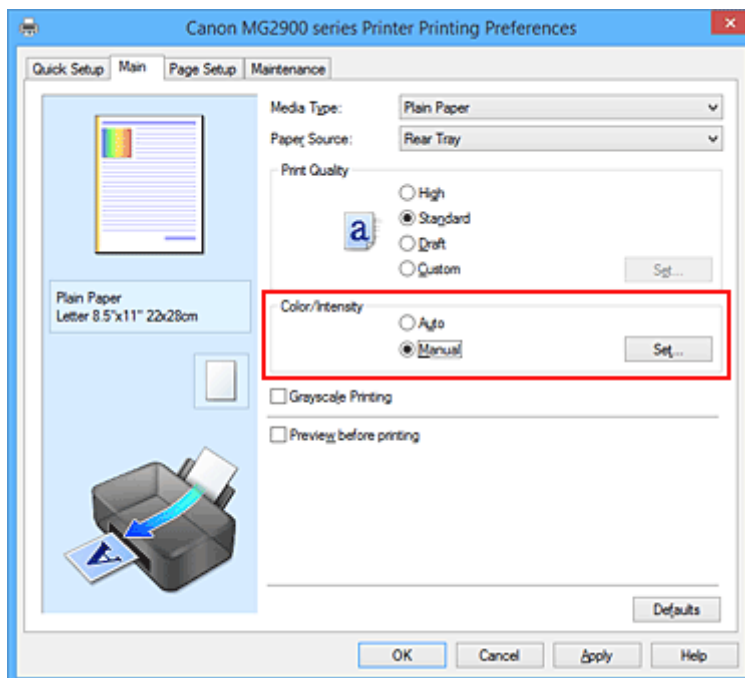 Canon MG2900 series Printer Printing Preferences
Quick Setup Main Page Setup Maintenance
Media Type: Plain Paper
Paper Source: Rear Tray
Print Quality
High
Standard
Draft
Custom Set...
a
Plain Paper
Letter 8.5"x11" 22x28cm
Color/Intensity
Auto
Manual Set...
Grayscale Printing
Preview before printing
A
Defaults
OK Cancel Apply Help